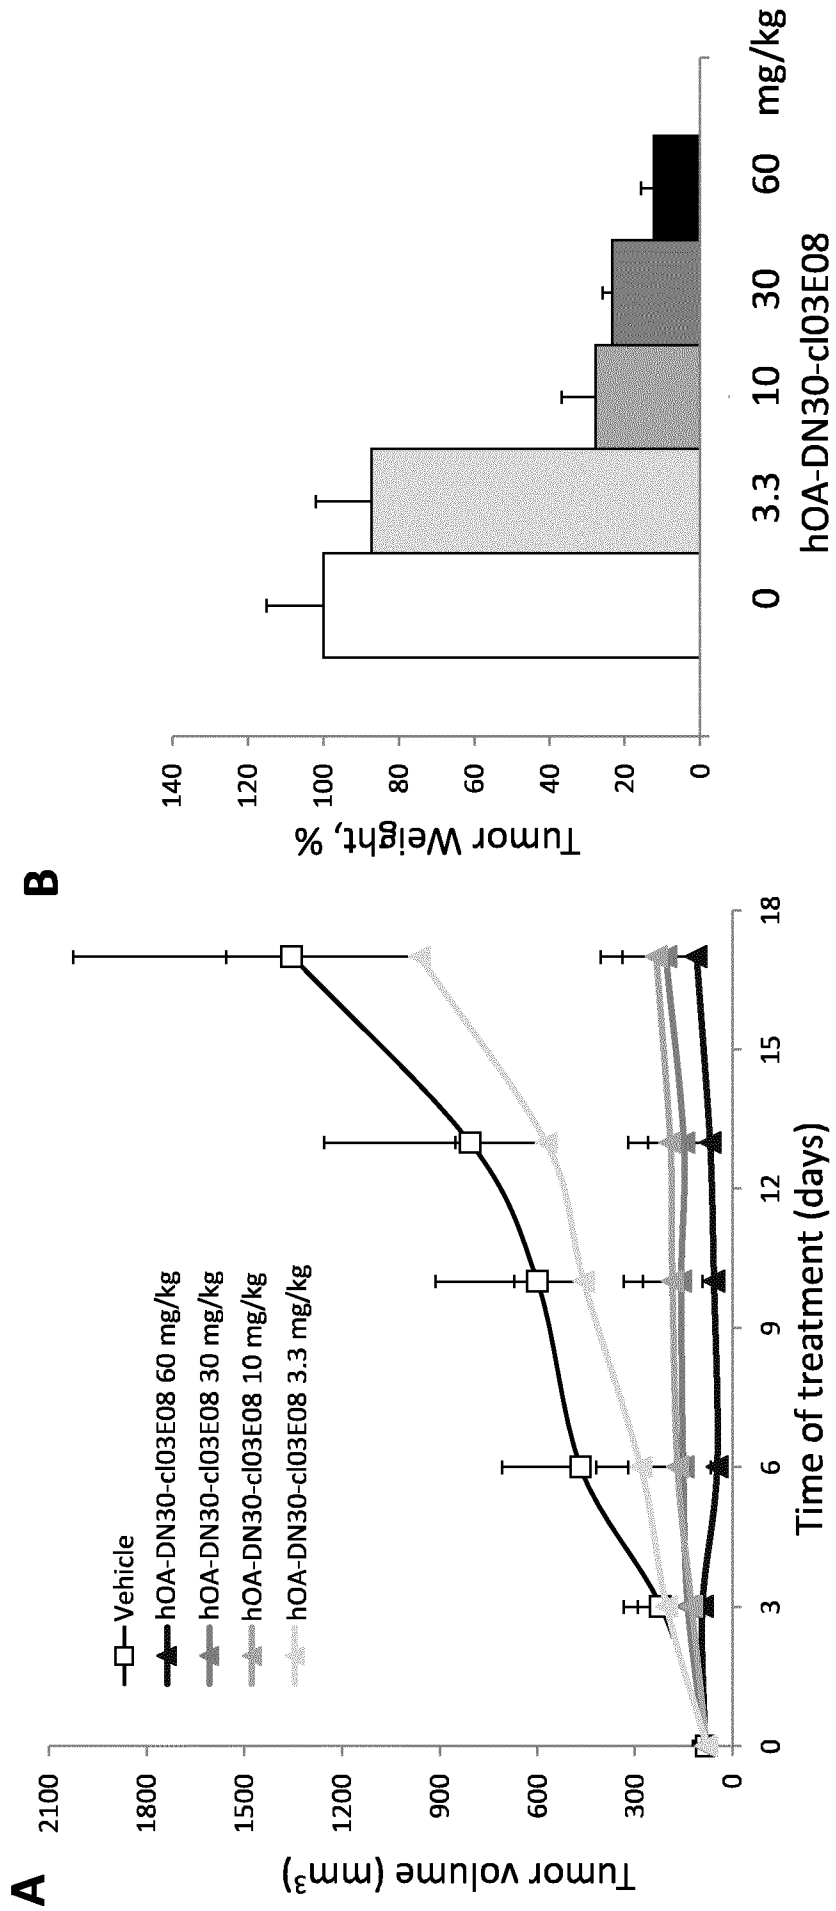 A
Tumor volume (mm³)
2100
1800
1500
1200
900
600
300
0
Vehicle
hOA-DN30-cl03E08 60 mg/kg
hOA-DN30-cl03E08 30 mg/kg
hOA-DN30-cl03E08 10 mg/kg
hOA-DN30-cl03E08 3.3 mg/kg
0 3 6 9 12 15 18
Time of treatment (days)
B
Tumor Weight, %
140
120
100
80
60
40
20
0
0 3.3 10 30 60 mg/kg
hOA-DN30-cl03E08